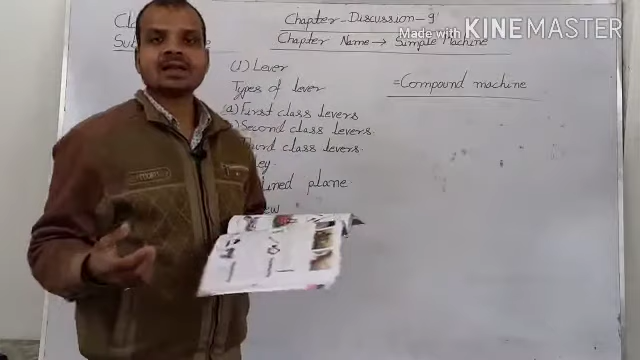 Chapter-Discussion-9
Made with KINEMASTER
Chapter Name → Simple Machine
(1) Lever
Types of lever
=Compound machine
(a) First class levers
Second class levers.
class levers.
plane